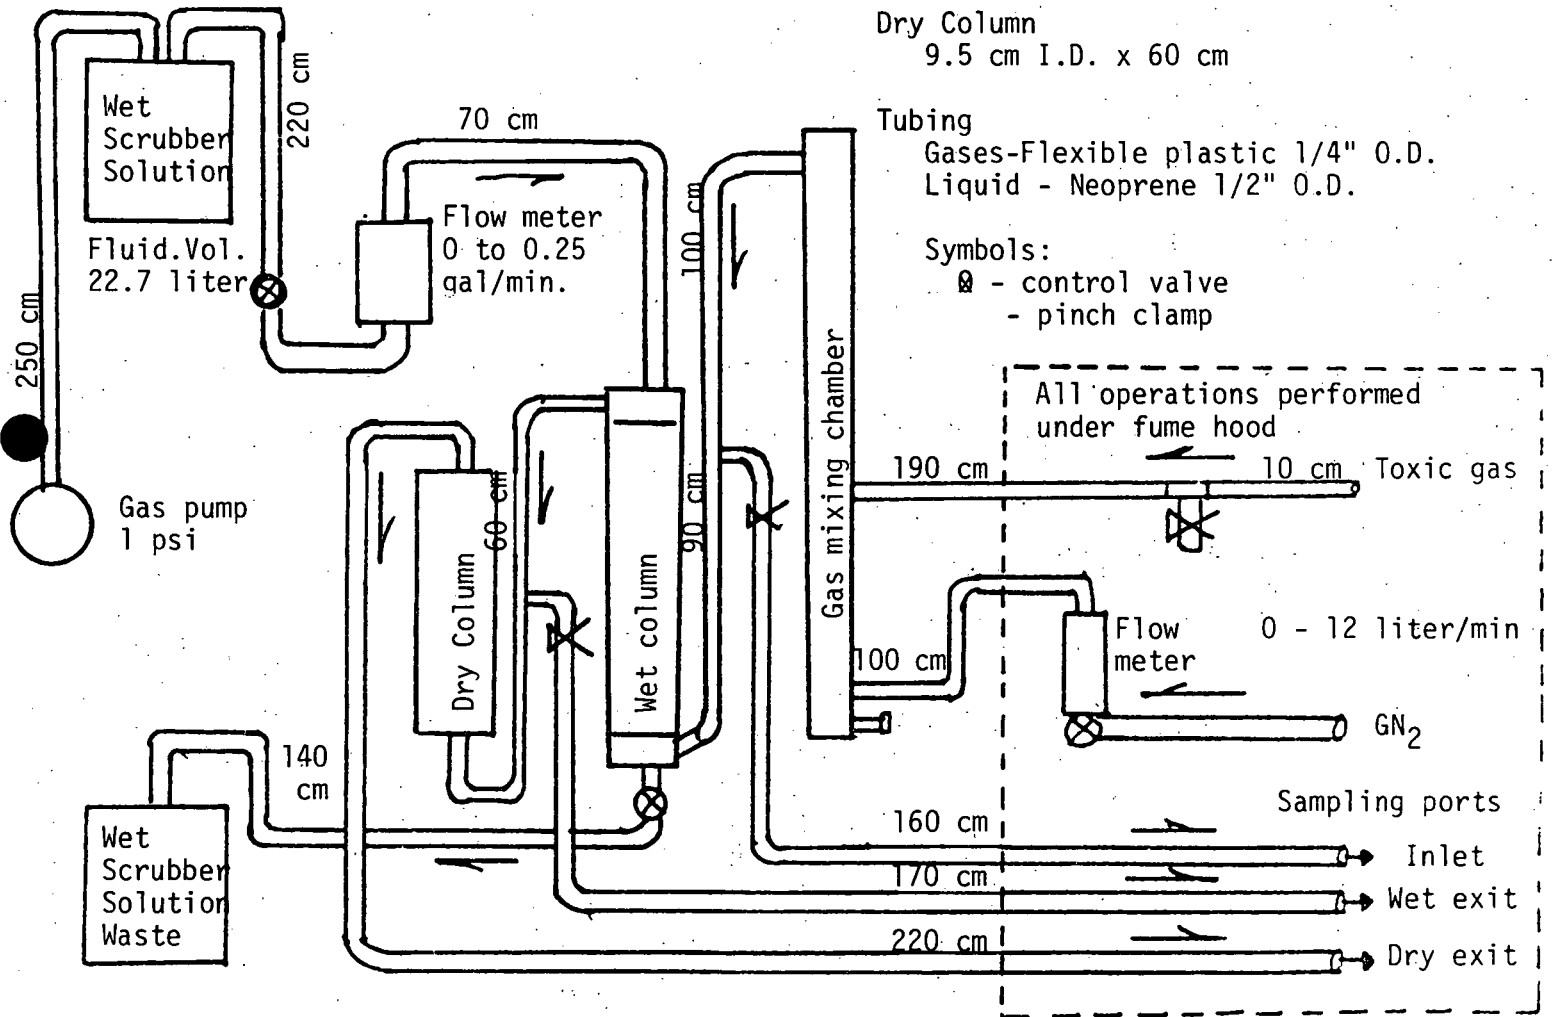 Dry Column
9.5 cm I.D. x 60 cm
Tubing
Gases-Flexible plastic 1/4" O.D.
Liquid - Neoprene 1/2" O.D.
Symbols:
- control valve
- pinch clamp
Wet
Scrubber
Solution
Fluid.Vol.
22.7 liter
220 cm
250 cm
Gas pump
1 psi
70 cm
Flow meter
0 to 0.25
gal/min.
100 cm
90 cm
60 cm
Dry Column
Wet column
Gas mixing chamber
All operations performed
under fume hood
190 cm
10 cm
Toxic gas
100 cm
Flow
meter
0 - 12 liter/min
GN2
140
cm
Wet
Scrubber
Solution
Waste
Sampling ports
160 cm
Inlet
170 cm
Wet exit
220 cm
Dry exit